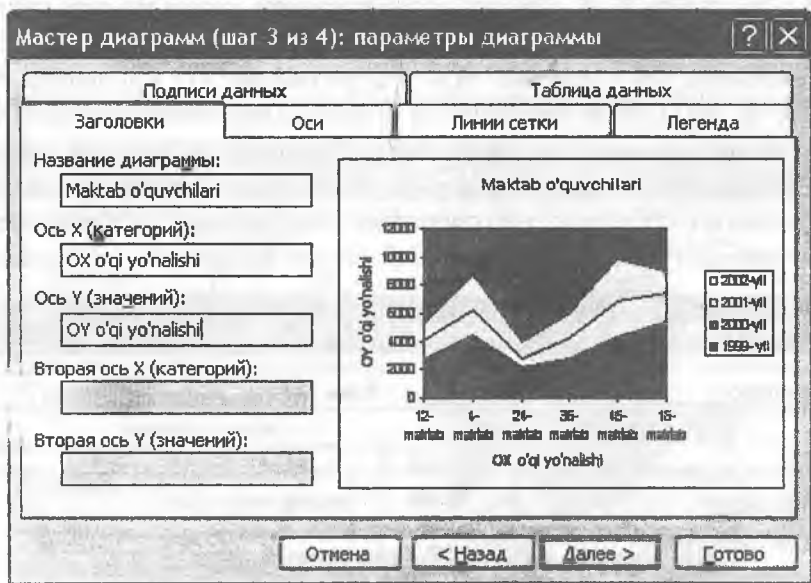 Мастер диаграмм (шаг 3 из 4): параметры диаграммы
Подписи данных
Таблица данных
Заголовки
Оси
Линии сетки
Легенда
Название диаграммы:
Maktab o'quvchilari
Ось X (категорий):
OX o'qi yo'nalishi
Ось Y (значений):
OY o'qi yo'nalishi
Вторая ось X (категорий):
Вторая ось Y (значений):
Maktab o'quvchilari
OY o'qi yo'nalishi
12000
10000
8000
6000
4000
2000
0
12- 24- 16-
maktab maktab maktab maktab maktab maktab
OX o'qi yo'nalishi
2002-yil
2001-yil
2000-yil
1999-yil
Отмена
< Назад
Далее >
Готово